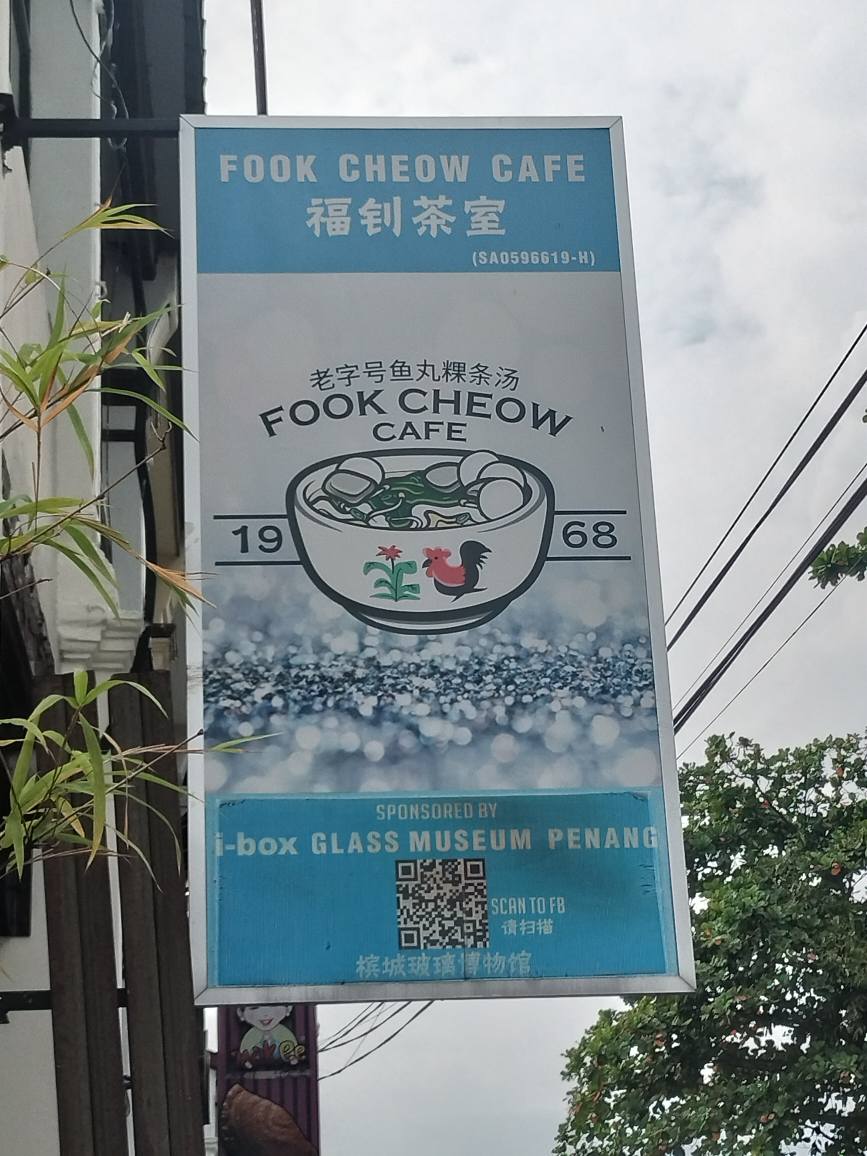 FOOK CHEOW CAFE
福钊茶室
(SA0596619-H)
老字号鱼丸粿条汤
FOOK CHEOW
CAFE
19 68
SPONSORED BY
i-box GLASS MUSEUM PENANG
SCAN TO FB
请扫描
槟城玻璃博物馆